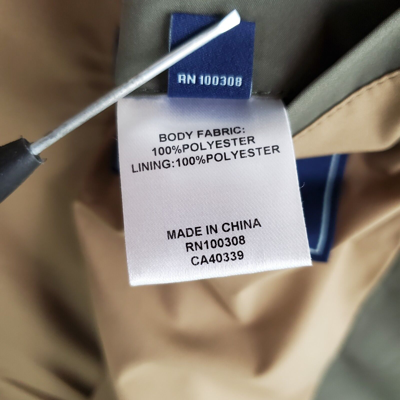 RN 100308
BODY FABRIC:
100%POLYESTER
LINING:100%POLYESTER
MADE IN CHINA
RN100308
CA40339